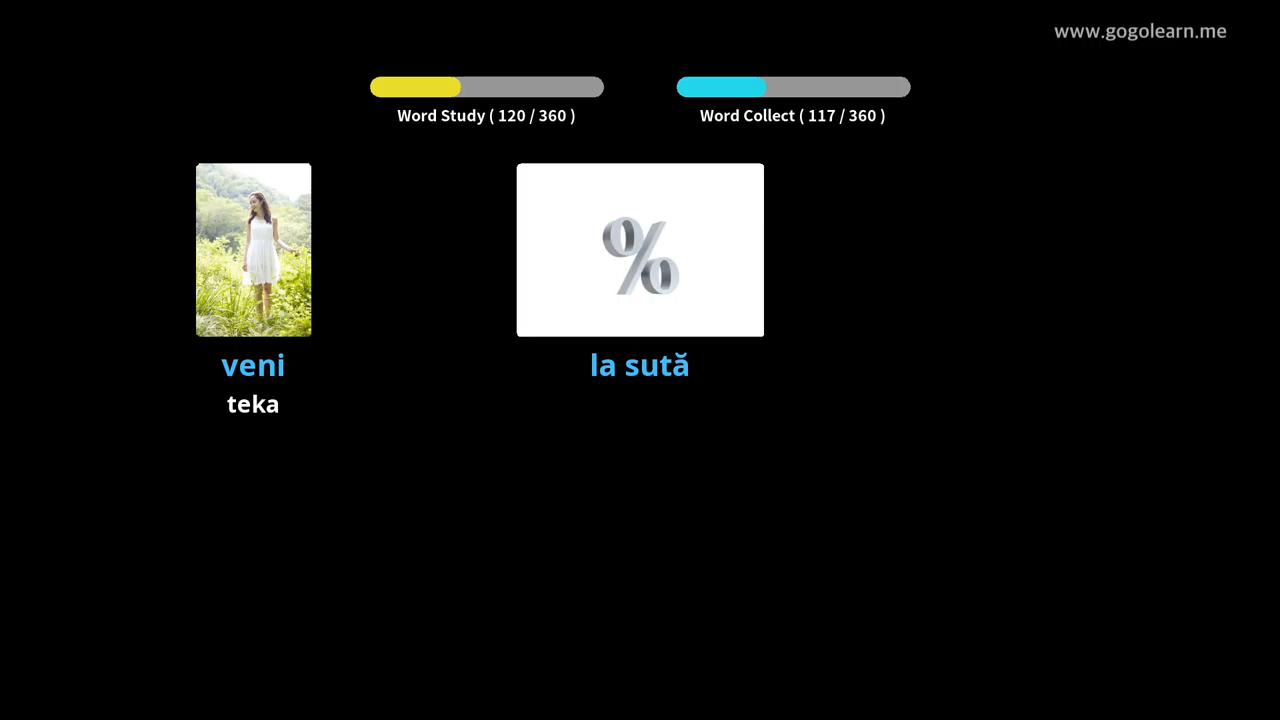 www.gogolearn.me
Word Study ( 120 / 360 )
Word Collect ( 117 / 360 )
veni
teka
%
la sută